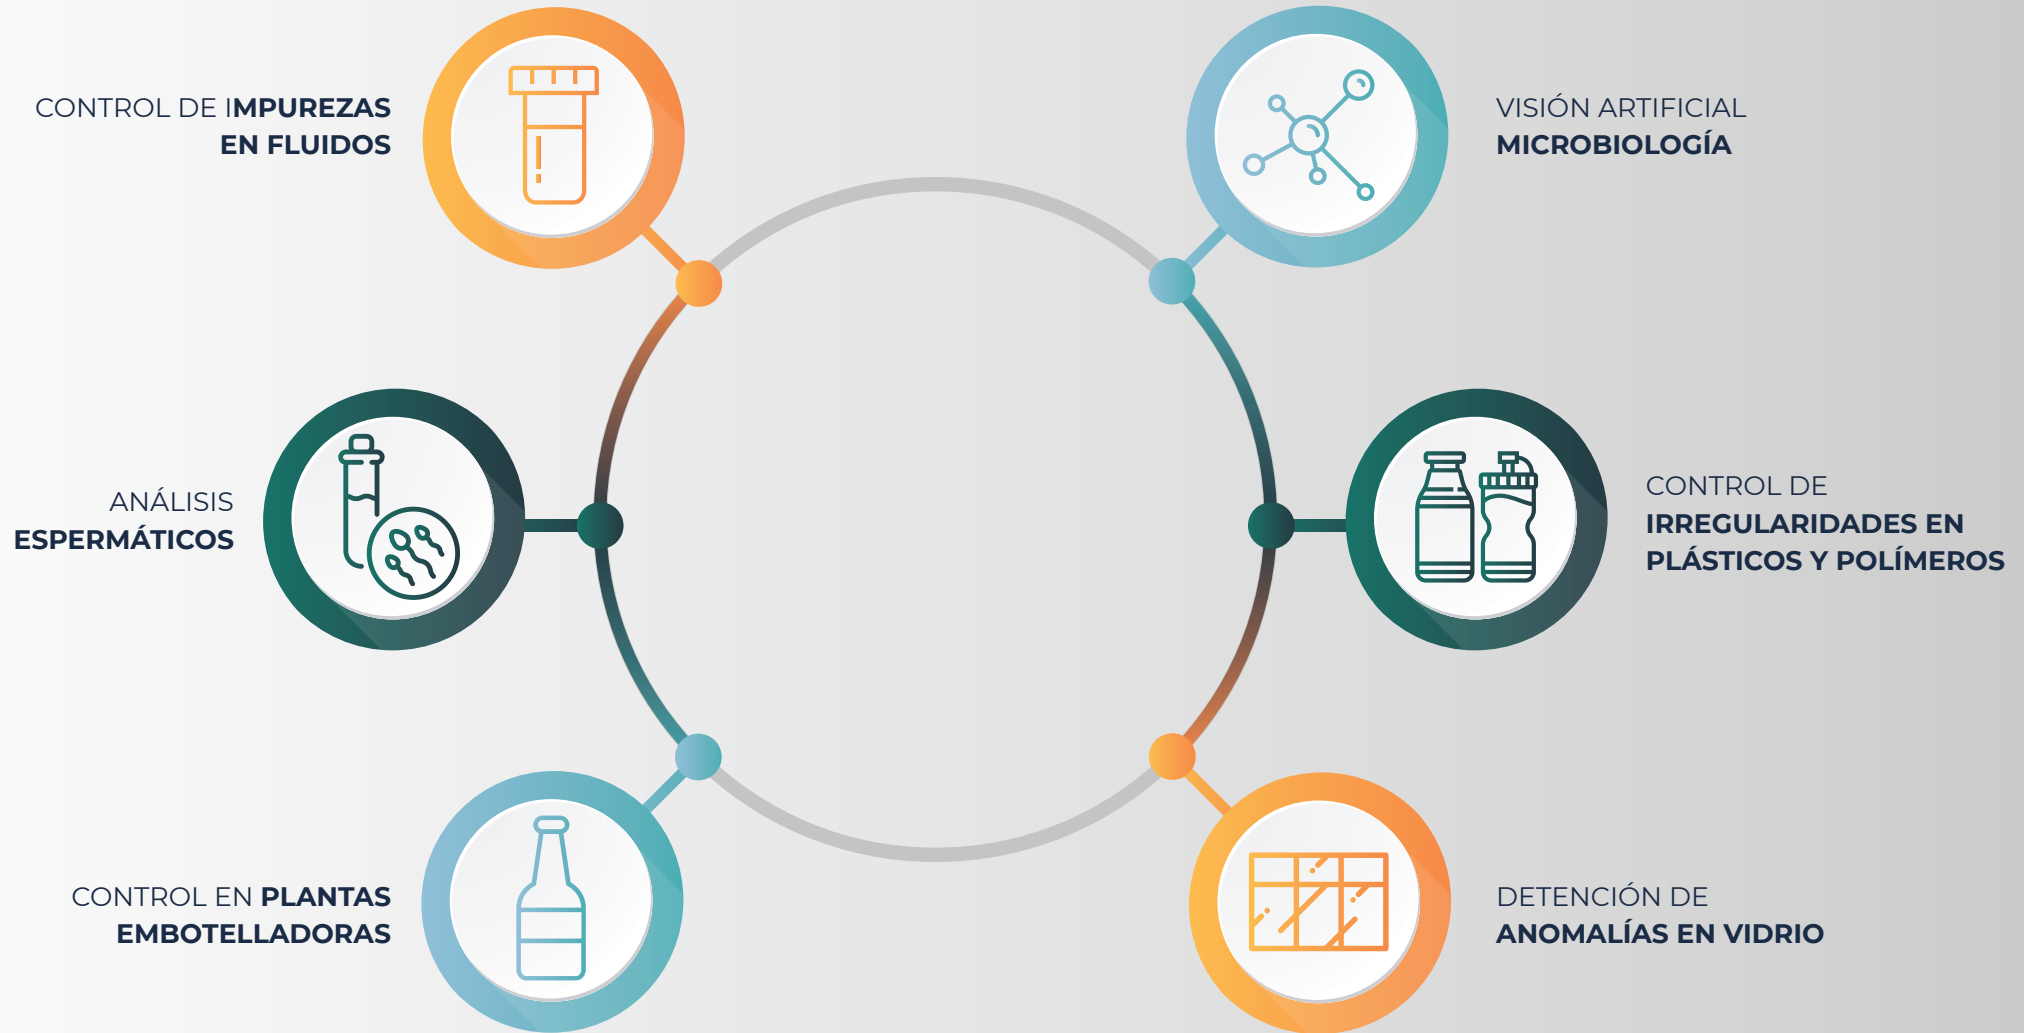 CONTROL DE IMPUREZAS
EN FLUIDOS
VISIÓN ARTIFICIAL
MICROBIOLOGÍA
ANÁLISIS
ESPERMÁTICOS
CONTROL DE
IRREGULARIDADES EN
PLÁSTICOS Y POLÍMEROS
CONTROL EN PLANTAS
EMBOTELLADORAS
DETENCIÓN DE
ANOMALÍAS EN VIDRIO